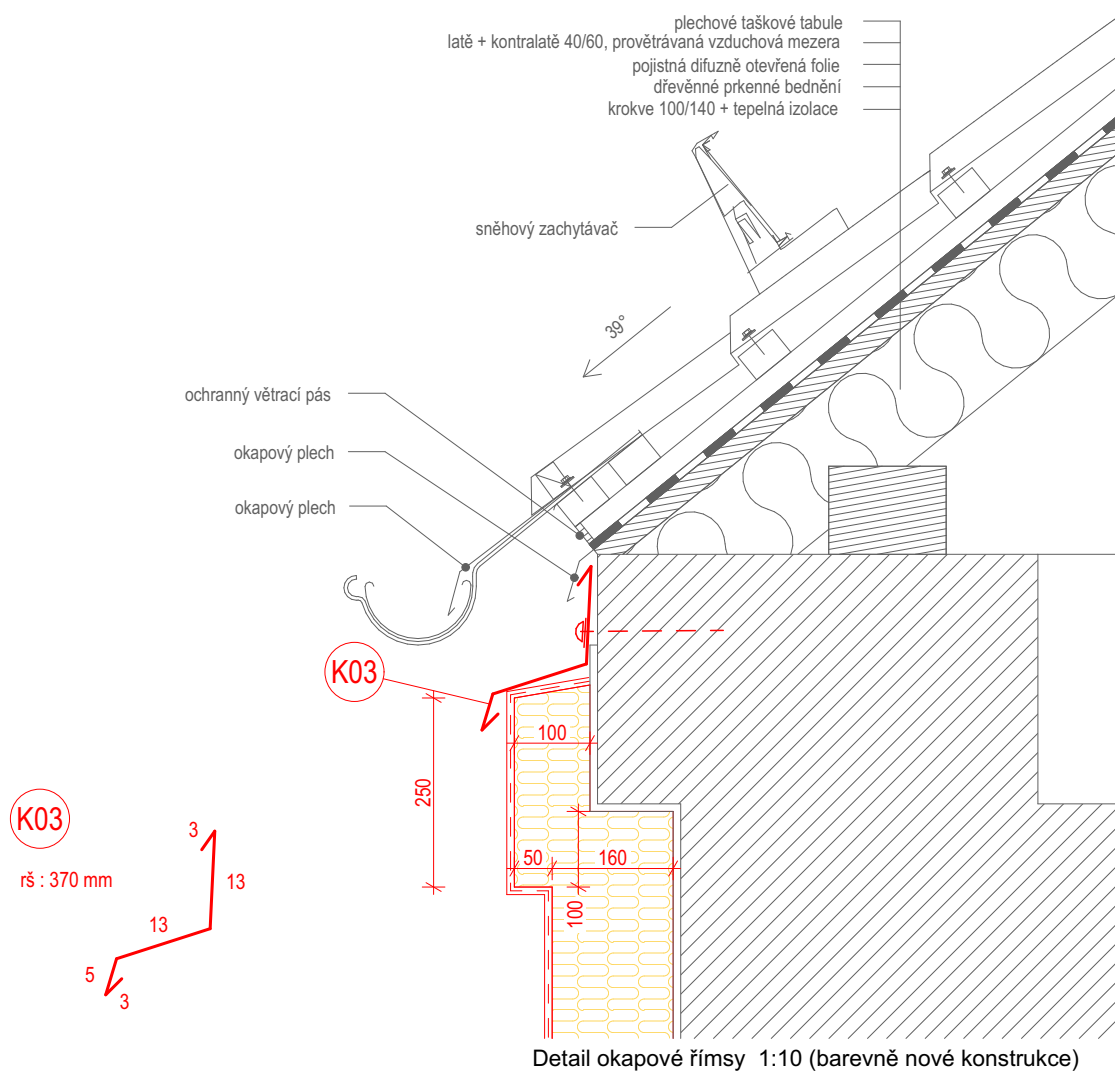 plechové taškové tabule
latě + kontralatě 40/60, provětrávaná vzduchová mezera
pojistná difuzně otevřená folie
dřevěnné prkenné bednění
krokve 100/140 + tepelná izolace
sněhový zachytávač
39°
ochranný větrací pás
okapový plech
okapový plech
K03
100
250
50
160
100
K03
rš : 370 mm
3
13
13
5
3
Detail okapové římsy 1:10 (barevně nové konstrukce)